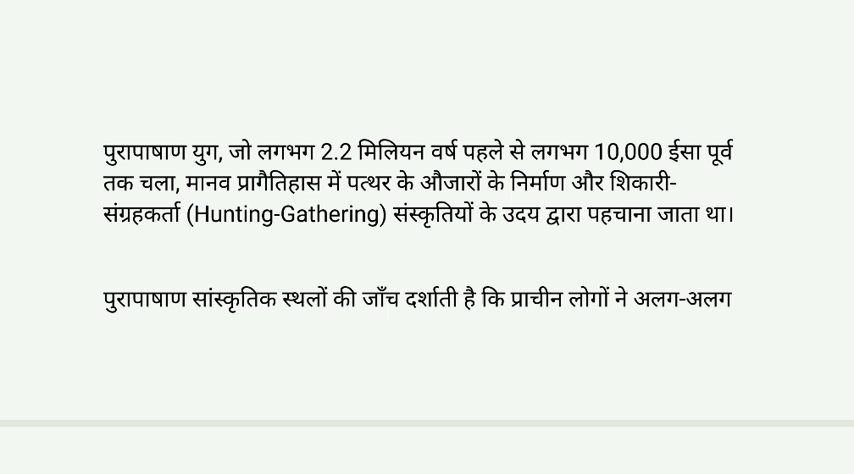 पुरापाषाण युग, जो लगभग 2.2 मिलियन वर्ष पहले से लगभग 10,000 ईसा पूर्व
तक चला, मानव प्रागैतिहास में पत्थर के औजारों के निर्माण और शिकारी-
संग्रहकर्ता (Hunting-Gathering) संस्कृतियों के उदय द्वारा पहचाना जाता था।
पुरापाषाण सांस्कृतिक स्थलों की जाँच दर्शाती है कि प्राचीन लोगों ने अलग-अलग